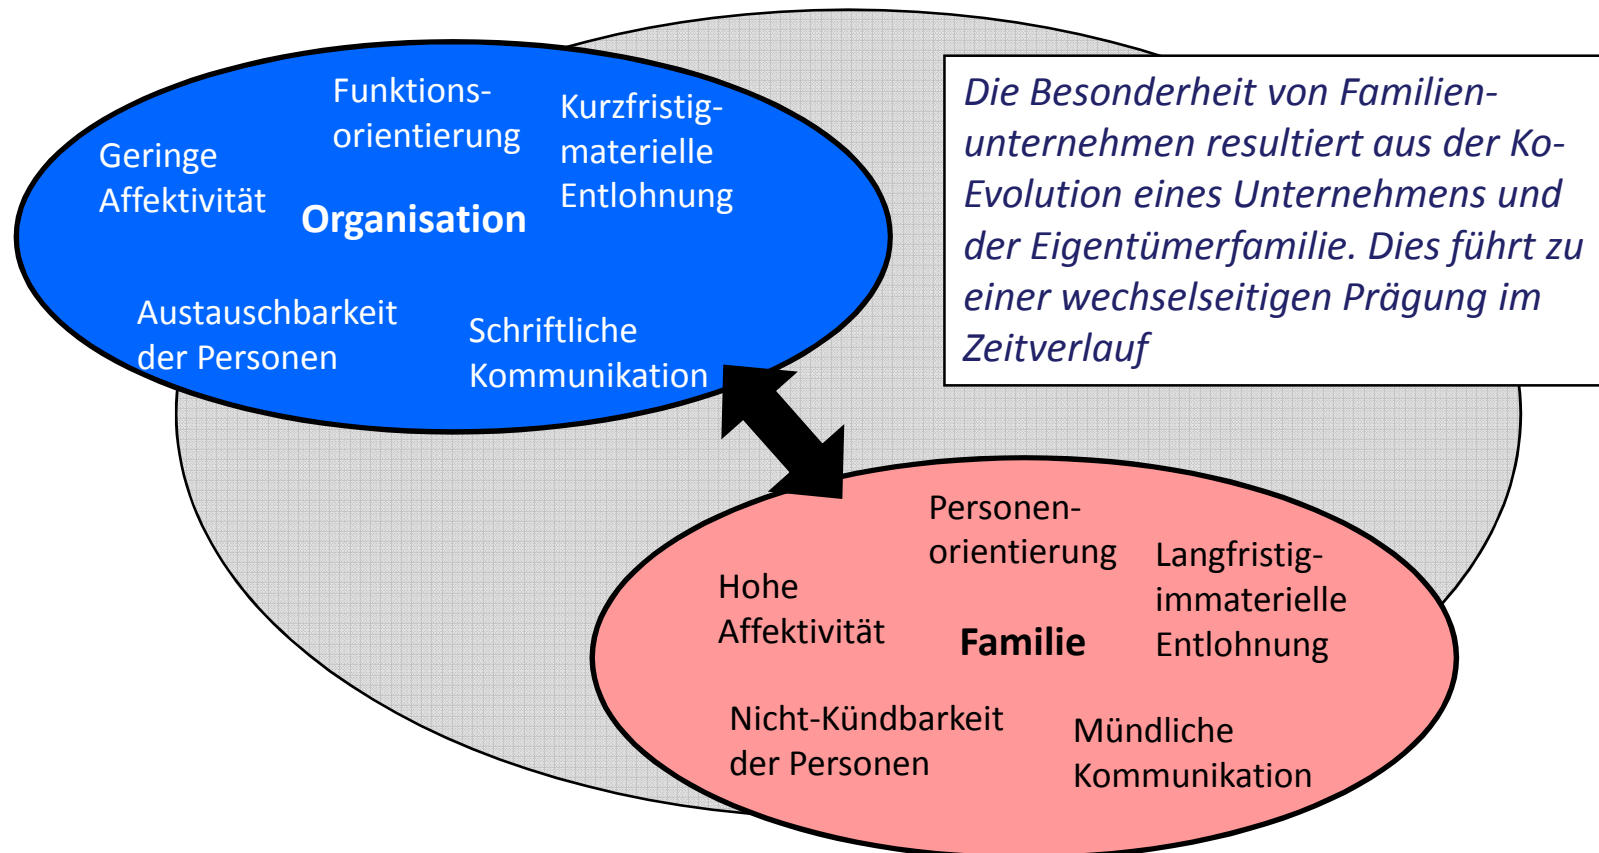 Funktions-
orientierung
Kurzfristig-
materielle
Entlohnung
Geringe
Affektivität
Organisation
Austauschbarkeit
der Personen
Schriftliche
Kommunikation
Die Besonderheit von Familien-
unternehmen resultiert aus der Ko-
Evolution eines Unternehmens und
der Eigentümerfamilie. Dies führt zu
einer wechselseitigen Prägung im
Zeitverlauf
Personen-
orientierung
Langfristig-
immaterielle
Entlohnung
Hohe
Affektivität
Familie
Nicht-Kündbarkeit
der Personen
Mündliche
Kommunikation